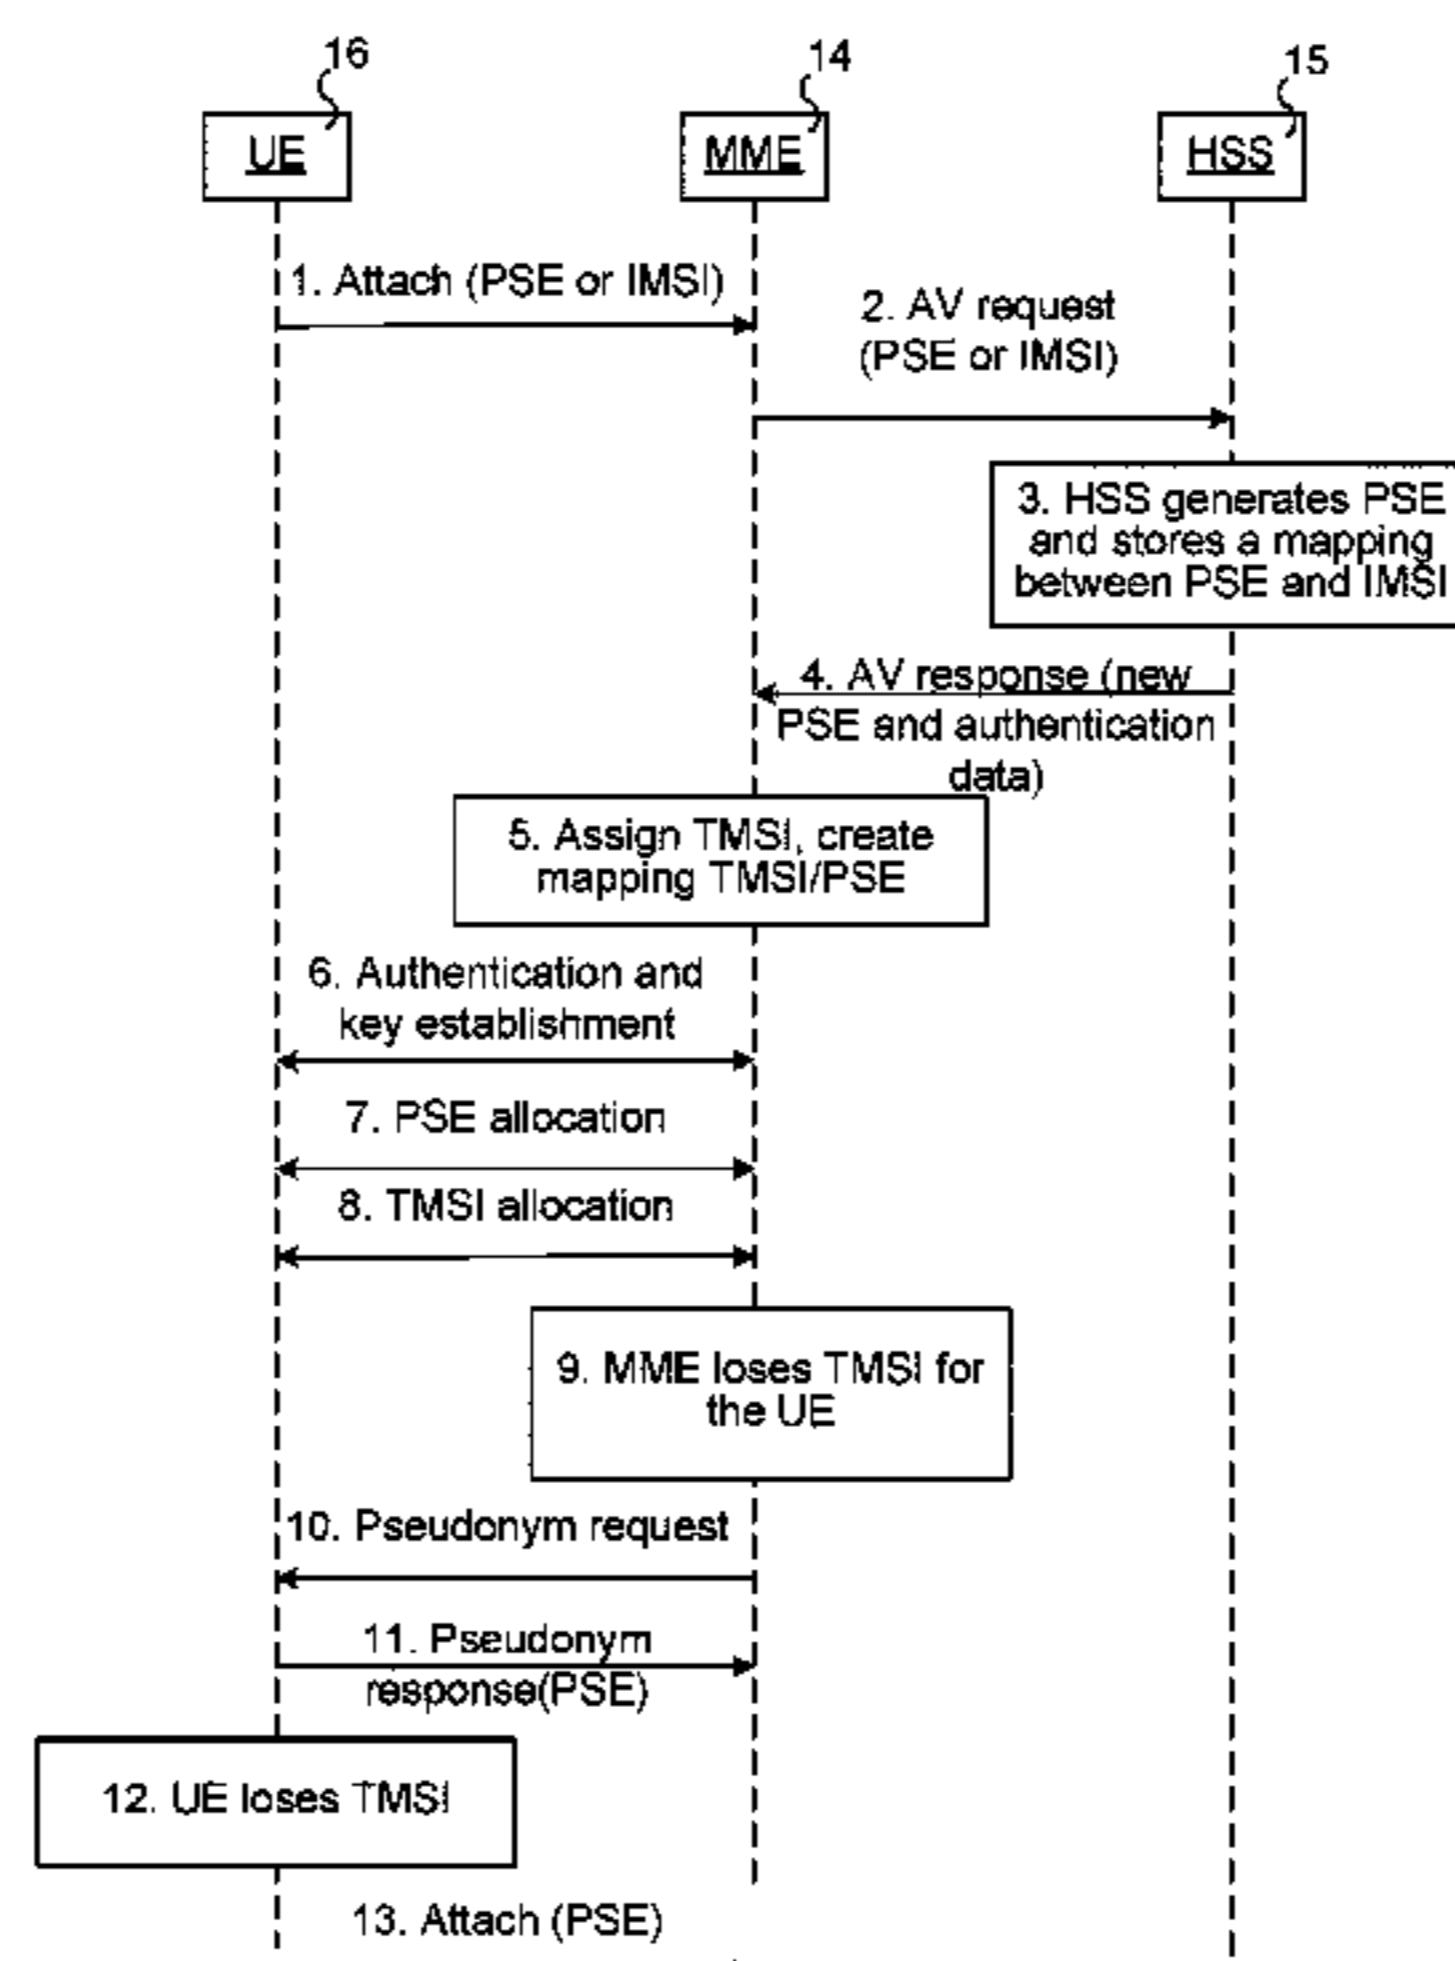 16
14
15
UE
MME
HSS
1. Attach (PSE or IMSI)
2. AV request
(PSE or IMSI)
3. HSS generates PSE
and stores a mapping
between PSE and IMSI
4. AV response (new
PSE and authentication
data)
5. Assign TMSI, create
mapping TMSI/PSE
6. Authentication and
key establishment
7. PSE allocation
8. TMSI allocation
9. MME loses TMSI for
the UE
10. Pseudonym request
11. Pseudonym
response(PSE)
12. UE loses TMSI
13. Attach (PSE)